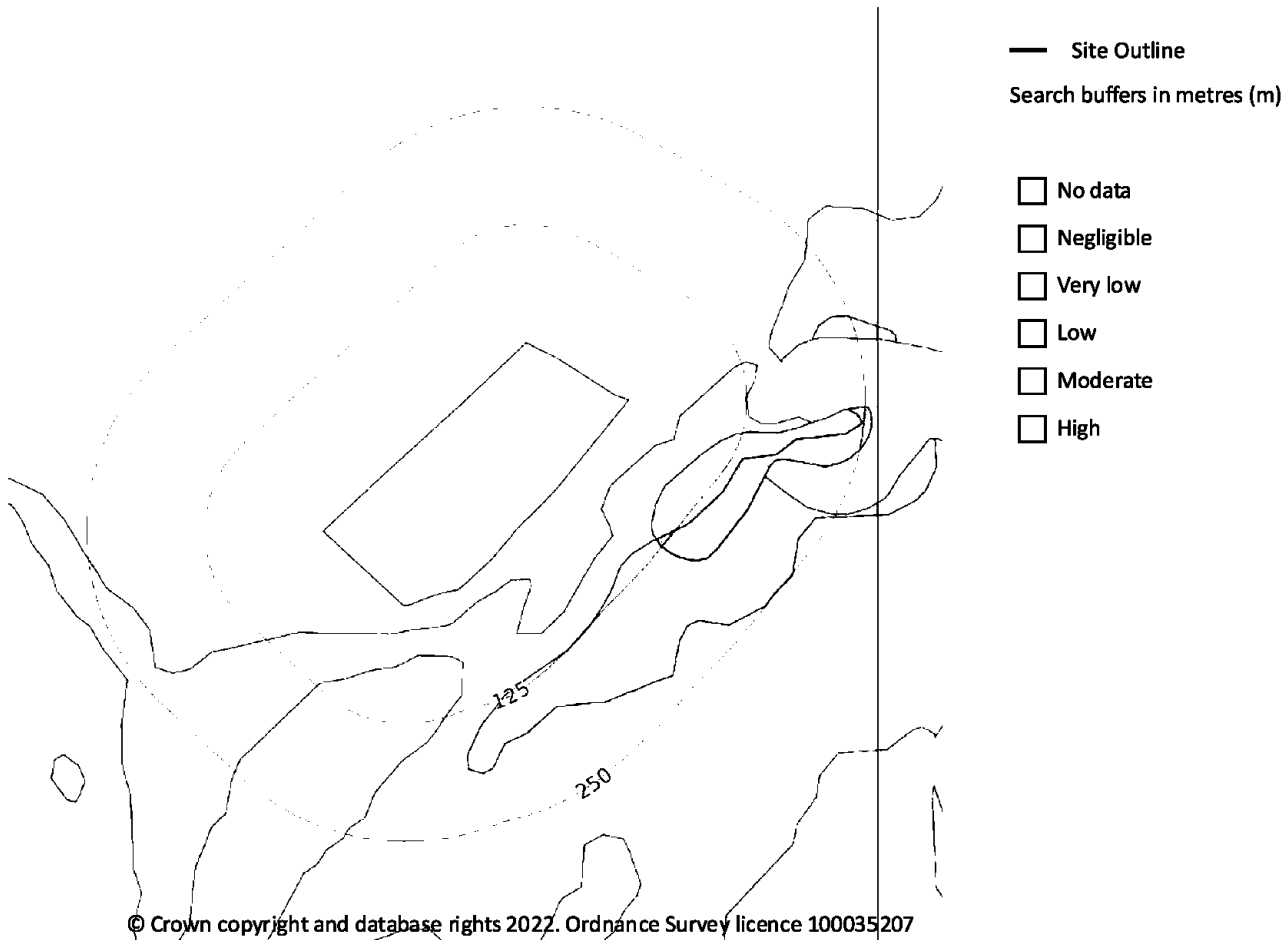 Site Outline
Search buffers in metres (m)
No data
Negligible
Very low
Low
Moderate
High
125
250
© Crown copyright and database rights 2022. Ordnance Survey licence 100035207